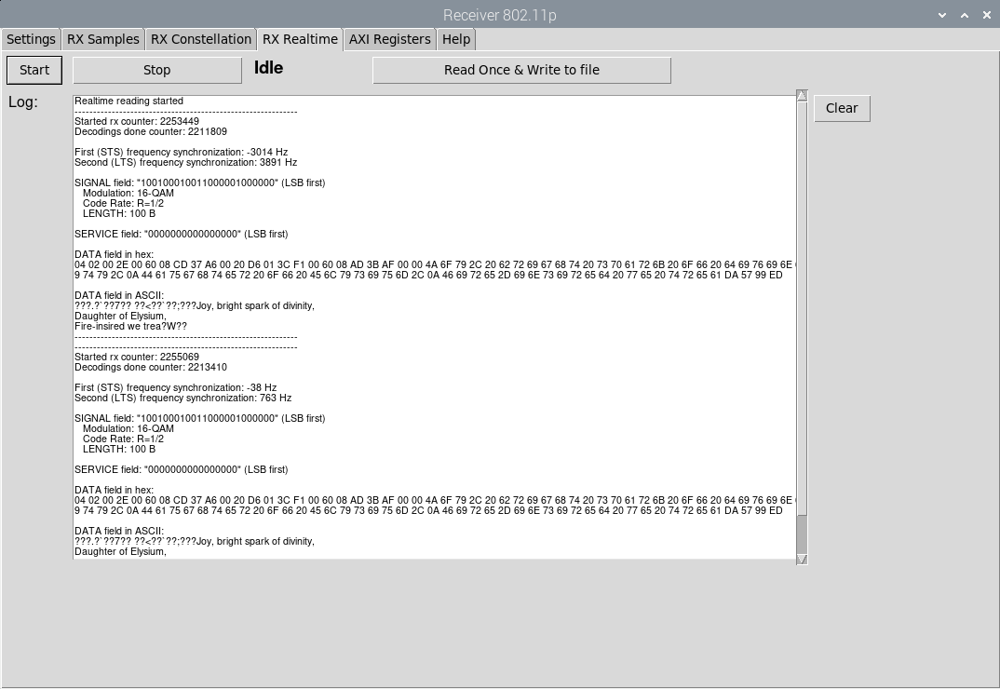 Receiver 802.11p
Settings RX Samples RX Constellation RX Realtime AXI Registers Help
Start Stop Idle Read Once & Write to file
Log: Clear
Realtime reading started
------------------------------------------------------------
Started rx counter: 2253449
Decodings done counter: 2211809
First (STS) frequency synchronization: -3014 Hz
Second (LTS) frequency synchronization: 3891 Hz
SIGNAL field: "100100010011000001000000" (LSB first)
Modulation: 16-QAM
Code Rate: R=1/2
LENGTH: 100 B
SERVICE field: "0000000000000000" (LSB first)
DATA field in hex:
04 02 00 2E 00 60 08 CD 37 A6 00 20 D6 01 3C F1 00 60 08 AD 3B AF 00 00 4A 6F 79 2C 20 62 72 69 67 68 74 20 73 70 61 72 6B 20 6F 66 20 64 69 76 69 6E
9 74 79 2C 0A 44 61 75 67 68 74 65 72 20 6F 66 20 45 6C 79 73 69 75 6D 2C 0A 46 69 72 65 2D 69 6E 73 69 72 65 64 20 77 65 20 74 72 65 61 DA 57 99 ED
DATA field in ASCII:
???.?`??7?? ??<??`??;???Joy, bright spark of divinity,
Daughter of Elysium,
Fire-insired we trea?W??
------------------------------------------------------------
------------------------------------------------------------
Started rx counter: 2255069
Decodings done counter: 2213410
First (STS) frequency synchronization: -38 Hz
Second (LTS) frequency synchronization: 763 Hz
SIGNAL field: "100100010011000001000000" (LSB first)
Modulation: 16-QAM
Code Rate: R=1/2
LENGTH: 100 B
SERVICE field: "0000000000000000" (LSB first)
DATA field in hex:
04 02 00 2E 00 60 08 CD 37 A6 00 20 D6 01 3C F1 00 60 08 AD 3B AF 00 00 4A 6F 79 2C 20 62 72 69 67 68 74 20 73 70 61 72 6B 20 6F 66 20 64 69 76 69 6E
9 74 79 2C 0A 44 61 75 67 68 74 65 72 20 6F 66 20 45 6C 79 73 69 75 6D 2C 0A 46 69 72 65 2D 69 6E 73 69 72 65 64 20 77 65 20 74 72 65 61 DA 57 99 ED
DATA field in ASCII:
???.?`??7?? ??<??`??;???Joy, bright spark of divinity,
Daughter of Elysium,